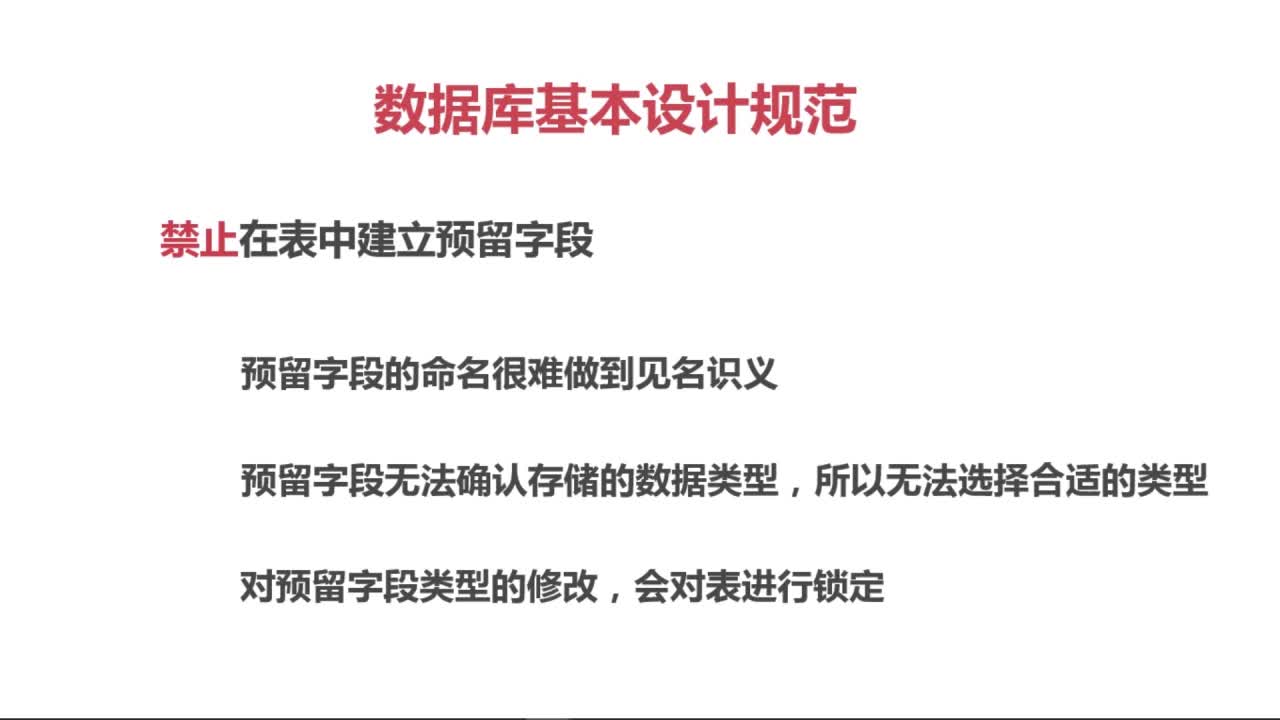 数据库基本设计规范
禁止在表中建立预留字段
预留字段的命名很难做到见名识义
预留字段无法确认存储的数据类型，所以无法选择合适的类型
对预留字段类型的修改，会对表进行锁定